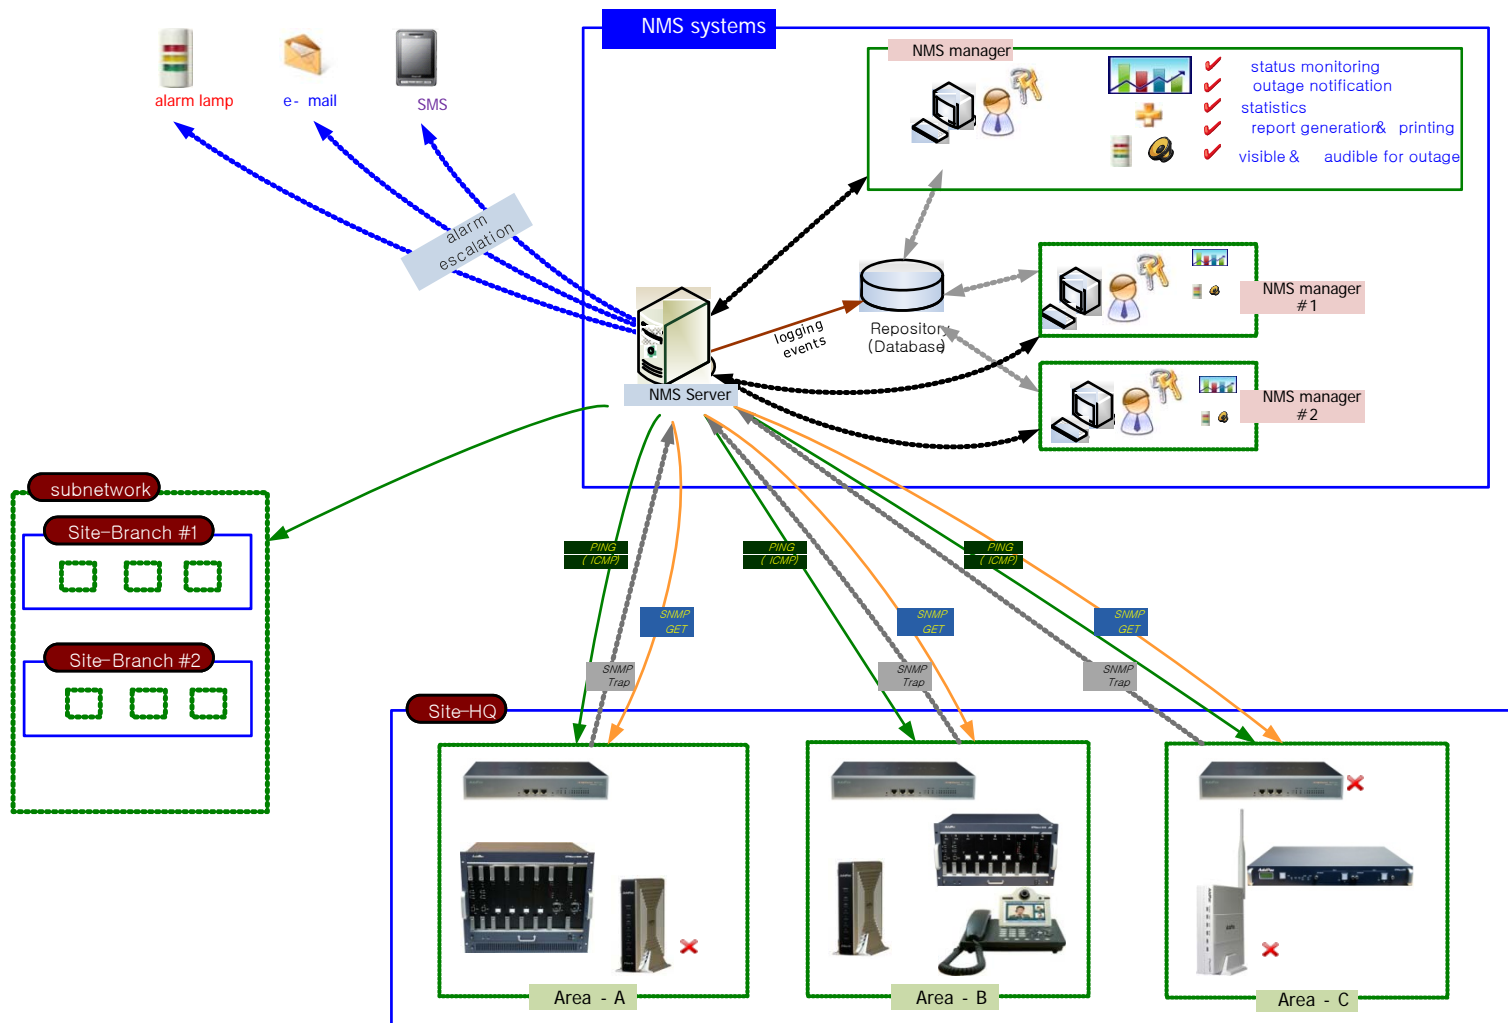 NMS systems
alarm lamp
e- mail
SMS
NMS manager
status monitoring
outage notification
statistics
report generation& printing
visible & audible for outage
alarm
escalation
NMS manager
#1
logging
events
Repository
(Database)
NMS Server
NMS manager
#2
subnetwork
Site-Branch #1
Site-Branch #2
PING
( ICMP)
PING
( ICMP)
PING
( ICMP)
SNMP
GET
SNMP
GET
SNMP
GET
SNMP
Trap
SNMP
Trap
SNMP
Trap
Site-HQ
Area - A
Area - B
Area - C